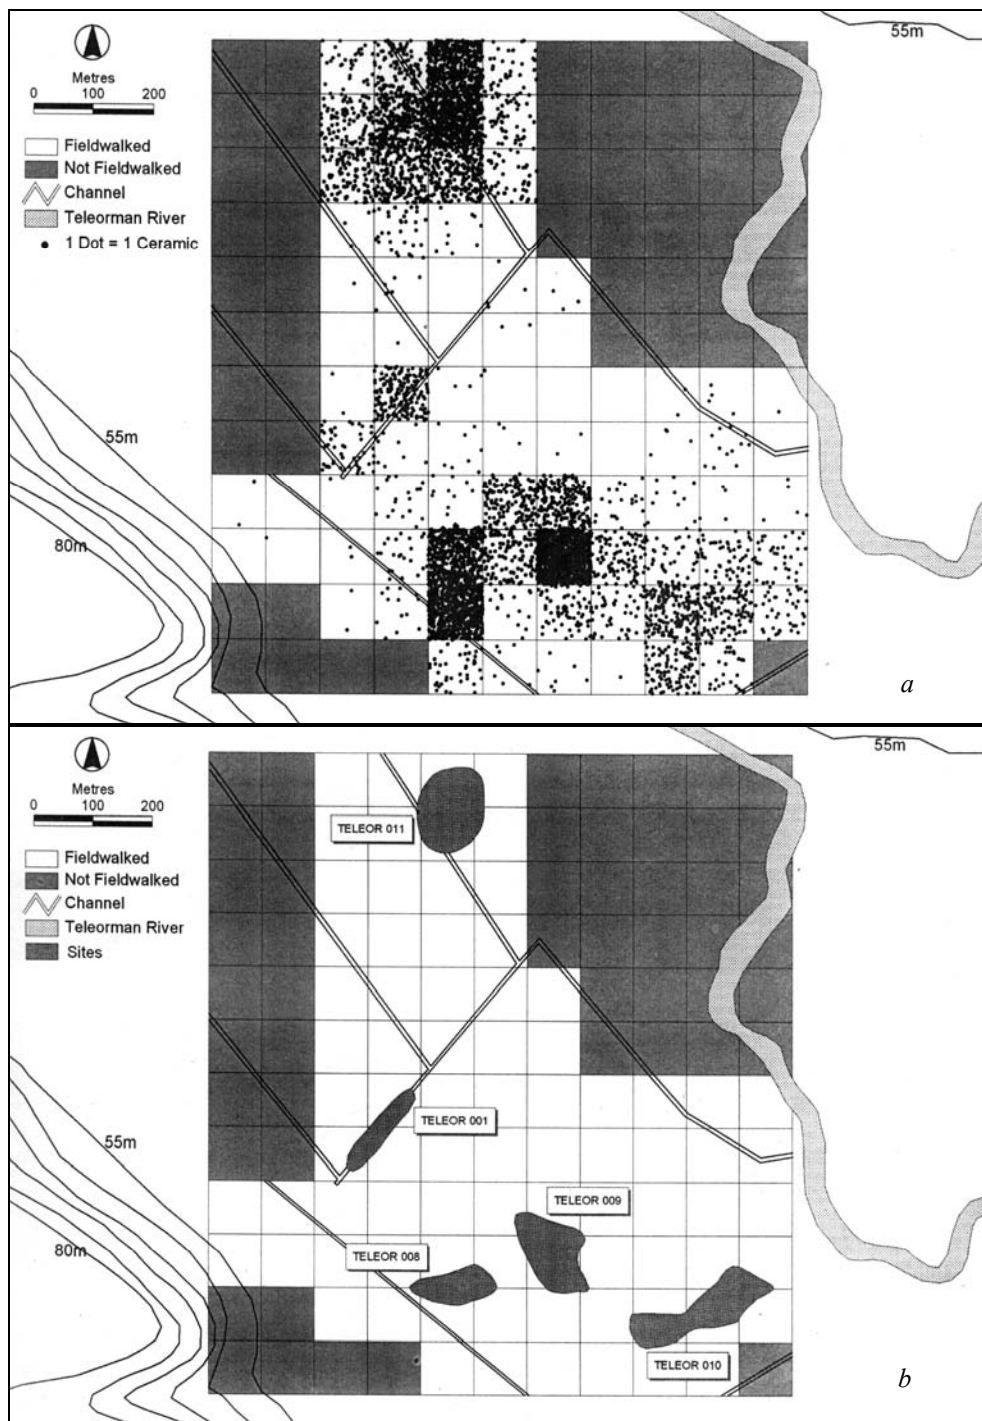 55m
Metres
0 100 200
Fieldwalked
Not Fieldwalked
Channel
Teleorman River
1 Dot = 1 Ceramic
55m
80m
a
55m
Metres
0 100 200
Fieldwalked
Not Fieldwalked
Channel
Teleorman River
Sites
TELEOR 011
TELEOR 001
55m
TELEOR 009
80m
TELEOR 008
TELEOR 010
b